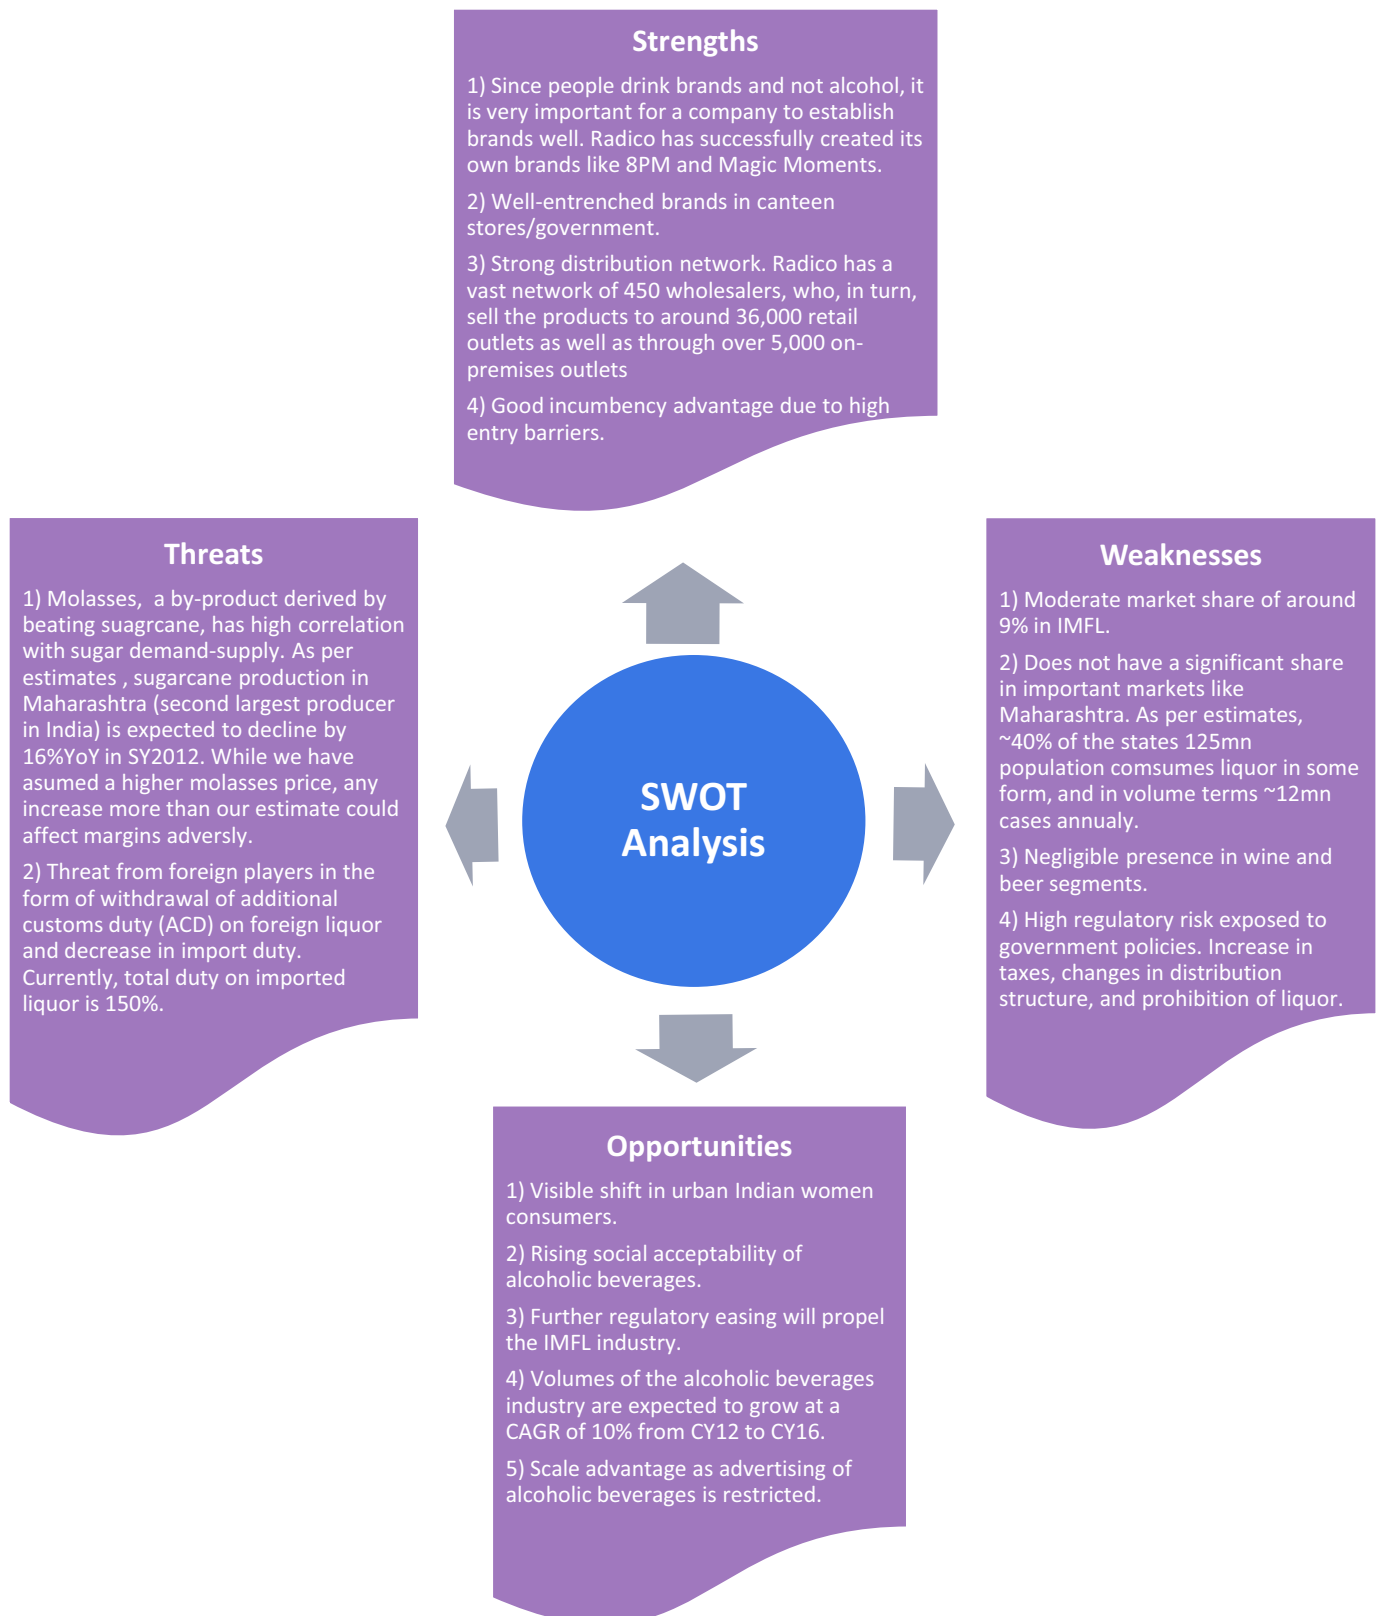 Strengths
1) Since people drink brands and not alcohol, it
is very important for a company to establish
brands well. Radico has successfully created its
own brands like 8PM and Magic Moments.
2) Well-entrenched brands in canteen
stores/government.
3) Strong distribution network. Radico has a
vast network of 450 wholesalers, who, in turn,
sell the products to around 36,000 retail
outlets as well as through over 5,000 on-
premises outlets
4) Good incumbency advantage due to high
entry barriers.
Threats
1) Molasses, a by-product derived by
beating suagrcane, has high correlation
with sugar demand-supply. As per
estimates , sugarcane production in
Maharashtra (second largest producer
in India) is expected to decline by
16%YoY in SY2012. While we have
asumed a higher molasses price, any
increase more than our estimate could
affect margins adversly.
2) Threat from foreign players in the
form of withdrawal of additional
customs duty (ACD) on foreign liquor
and decrease in import duty.
Currently, total duty on imported
liquor is 150%.
SWOT
Analysis
Weaknesses
1) Moderate market share of around
9% in IMFL.
2) Does not have a significant share
in important markets like
Maharashtra. As per estimates,
~40% of the states 125mn
population comsumes liquor in some
form, and in volume terms ~12mn
cases annualy.
3) Negligible presence in wine and
beer segments.
4) High regulatory risk exposed to
government policies. Increase in
taxes, changes in distribution
structure, and prohibition of liquor.
Opportunities
1) Visible shift in urban Indian women
consumers.
2) Rising social acceptability of
alcoholic beverages.
3) Further regulatory easing will propel
the IMFL industry.
4) Volumes of the alcoholic beverages
industry are expected to grow at a
CAGR of 10% from CY12 to CY16.
5) Scale advantage as advertising of
alcoholic beverages is restricted.